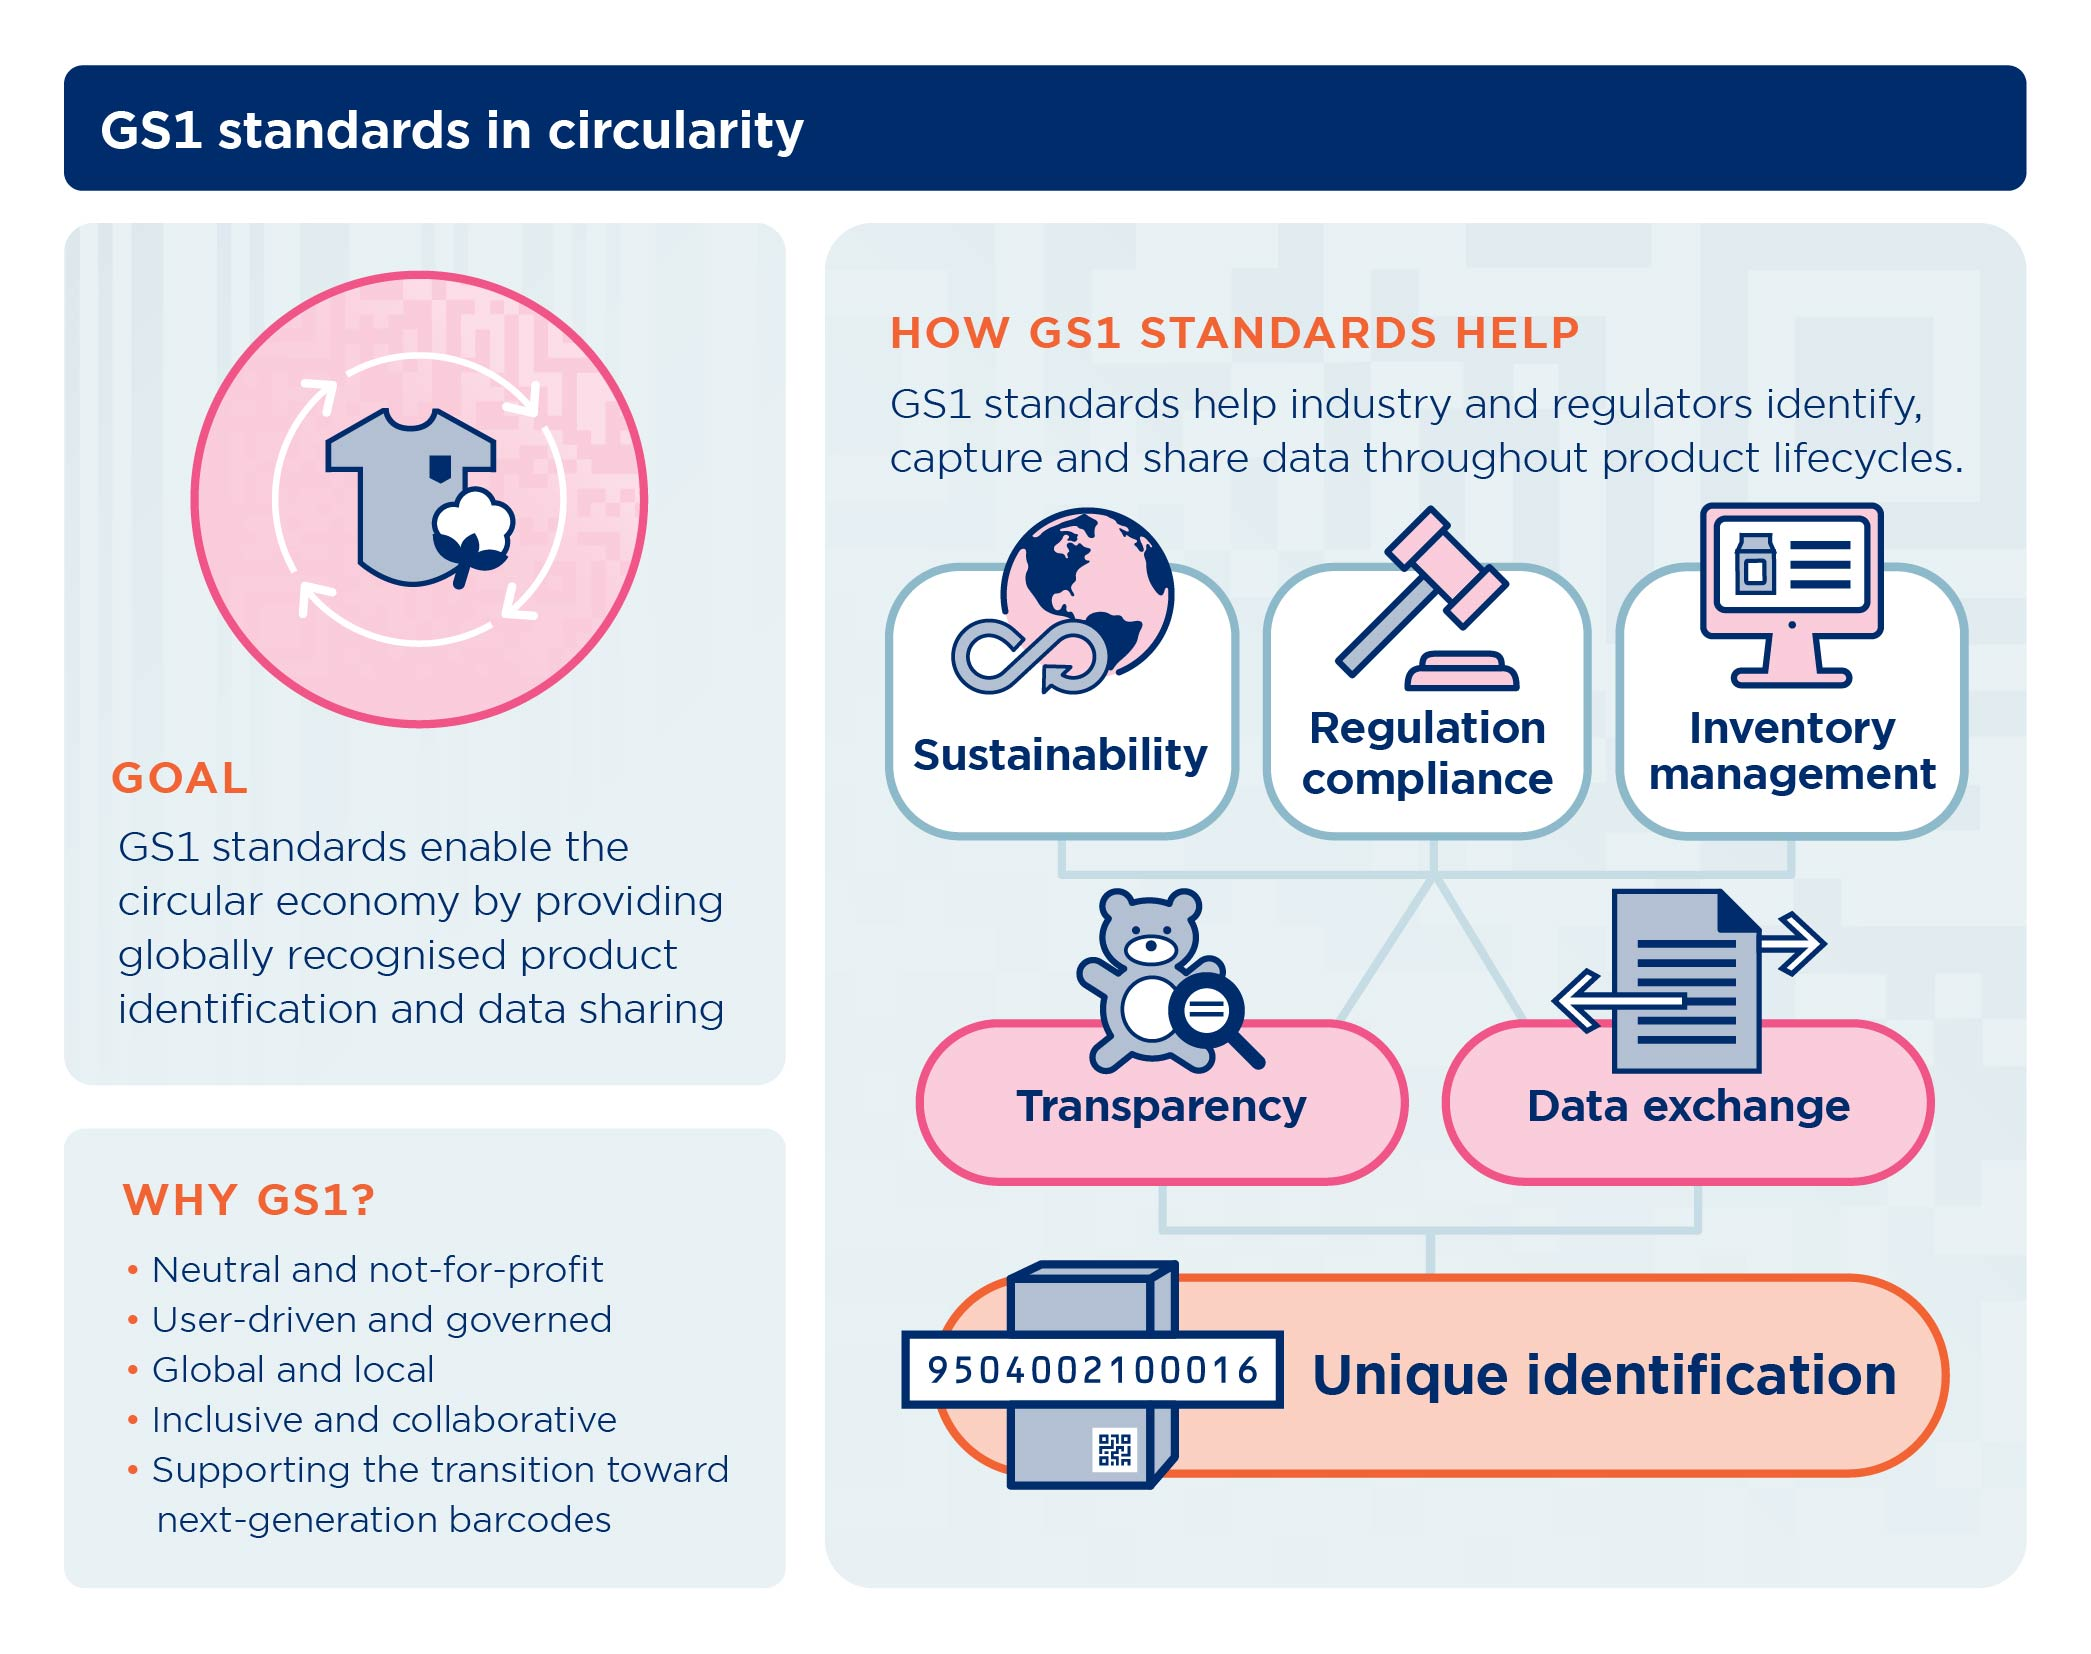 GS1 standards in circularity
GOAL
GS1 standards enable the
circular economy by providing
globally recognised product
identification and data sharing
WHY GS1?
• Neutral and not-for-profit
• User-driven and governed
• Global and local
• Inclusive and collaborative
• Supporting the transition toward
next-generation barcodes
HOW GS1 STANDARDS HELP
GS1 standards help industry and regulators identify,
capture and share data throughout product lifecycles.
Sustainability
Regulation
compliance
Inventory
management
Transparency
Data exchange
9504002100016
Unique identification